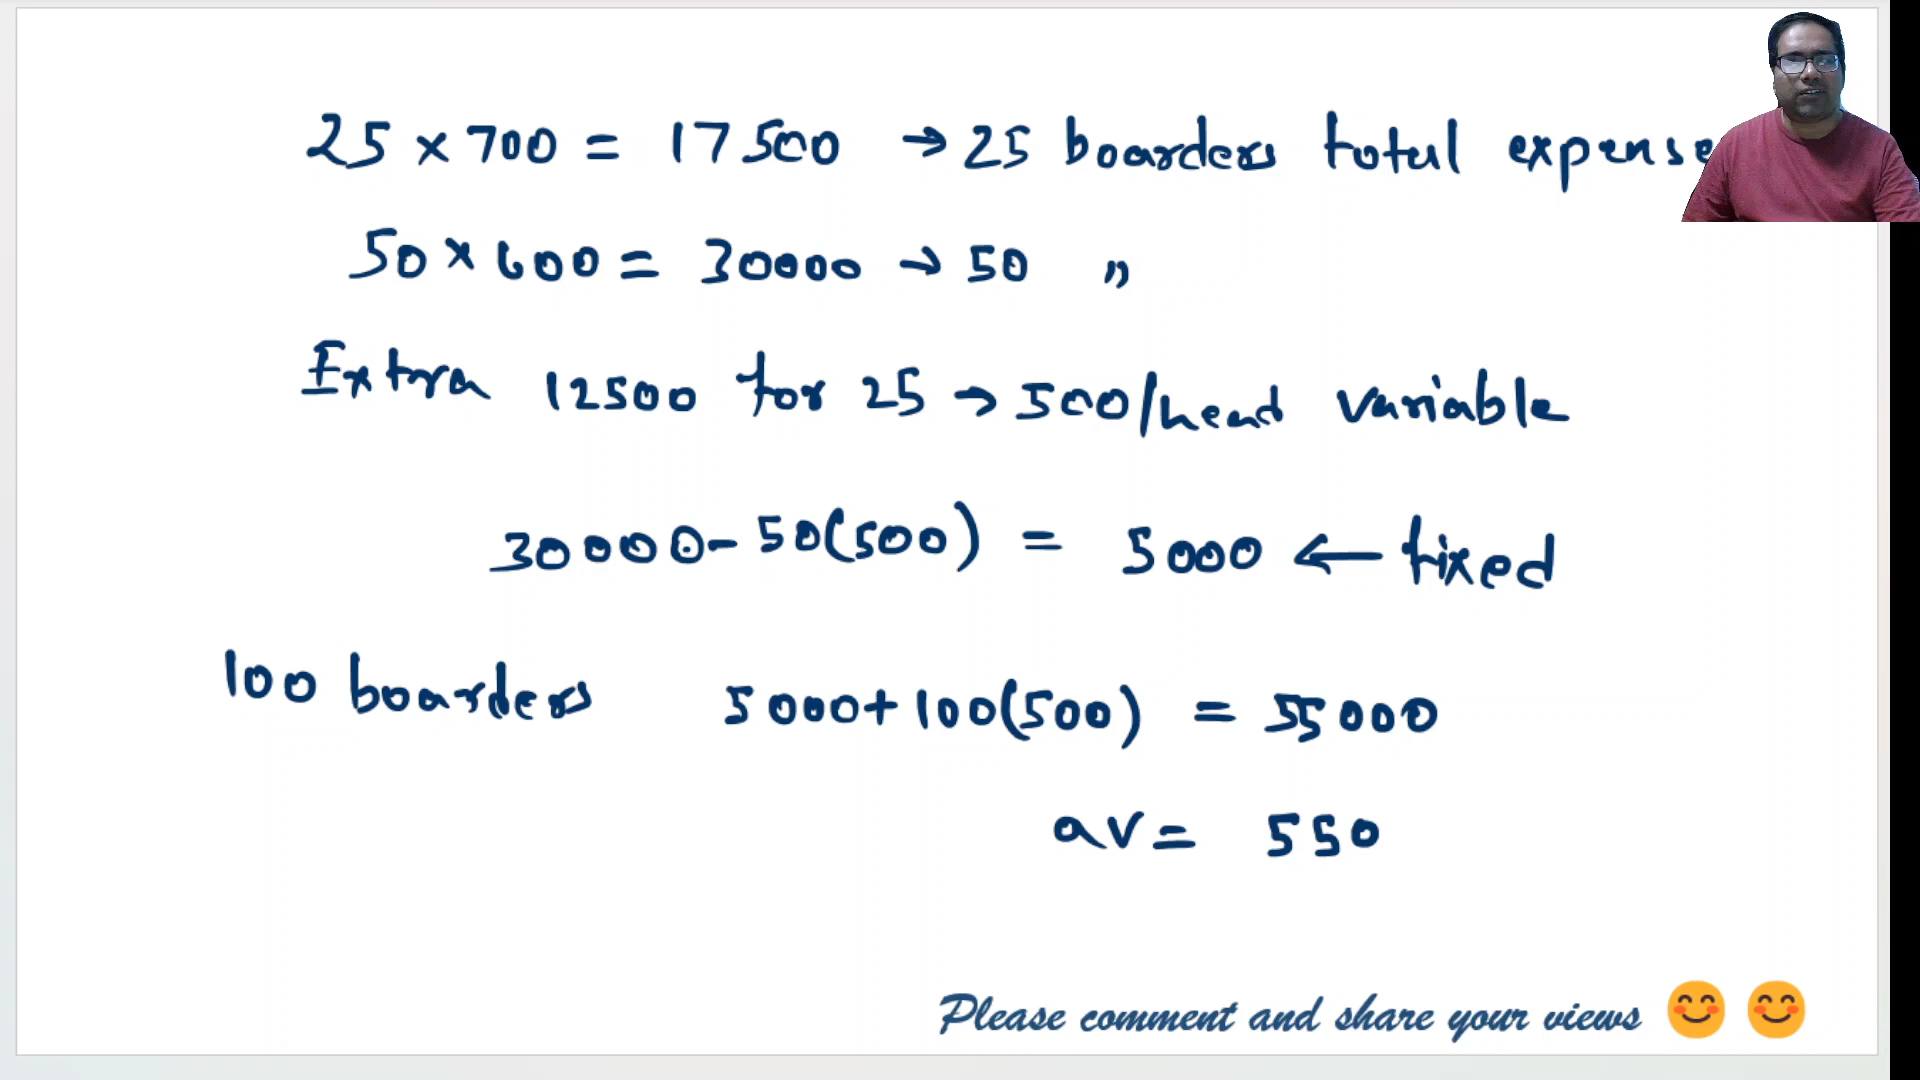 25 × 700 = 17500 → 25 boarders total expense
50 × 600 = 30000 → 50 "
Extra 12500 for 25 → 500/head variable
30000 - 50(500) = 5000 ← fixed
100 boarders 5000 + 100(500) = 55000
av = 550
Please comment and share your views